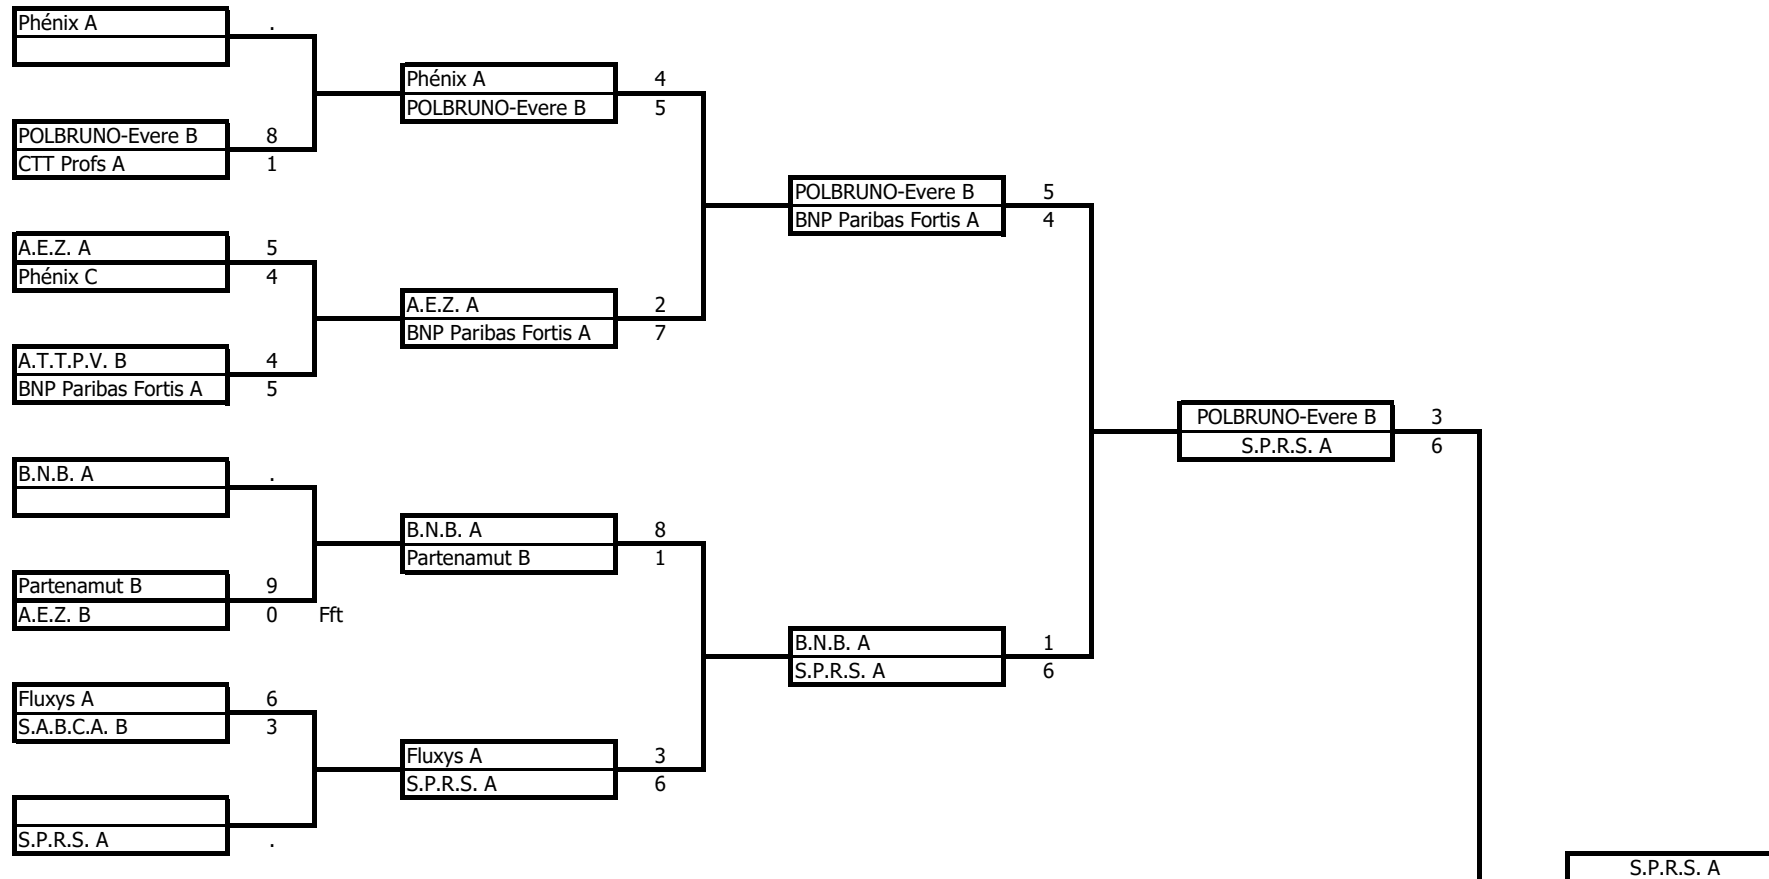 Phénix A .
Phénix A 4
POLBRUNO-Evere B 5
POLBRUNO-Evere B 8
CTT Profs A 1
POLBRUNO-Evere B 5
BNP Paribas Fortis A 4
A.E.Z. A 5
Phénix C 4
A.E.Z. A 2
BNP Paribas Fortis A 7
A.T.T.P.V. B 4
BNP Paribas Fortis A 5
POLBRUNO-Evere B 3
S.P.R.S. A 6
B.N.B. A .
B.N.B. A 8
Partenamut B 1
Partenamut B 9
A.E.Z. B 0 Fft
B.N.B. A 1
S.P.R.S. A 6
Fluxys A 6
S.A.B.C.A. B 3
Fluxys A 3
S.P.R.S. A 6
S.P.R.S. A .
S.P.R.S. A